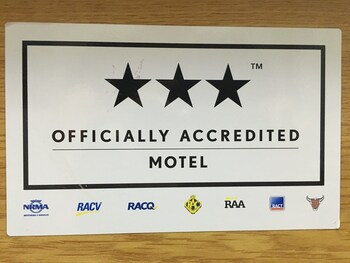 TM
OFFICIALLY ACCREDITED
MOTEL
NRMA RACV RACQ RAA RACT